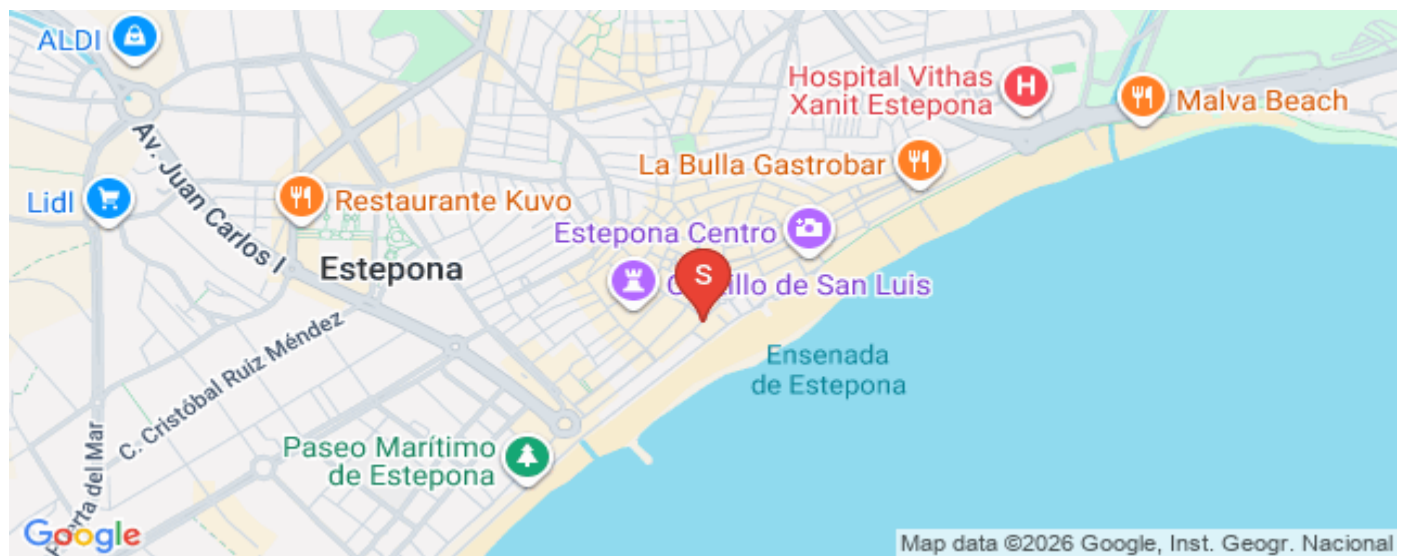 ALDI
Hospital Vithas
Xanit Estepona
H
Malva Beach
Av. Juan Carlos I
La Bulla Gastrobar
Lidl
Restaurante Kuvo
Estepona Centro
Estepona
S
illo de San Luis
Ensenada
de Estepona
C. Cristóbal Ruiz Méndez
Paseo Marítimo
de Estepona
erta del Mar
Google
Map data ©2026 Google, Inst. Geogr. Nacional